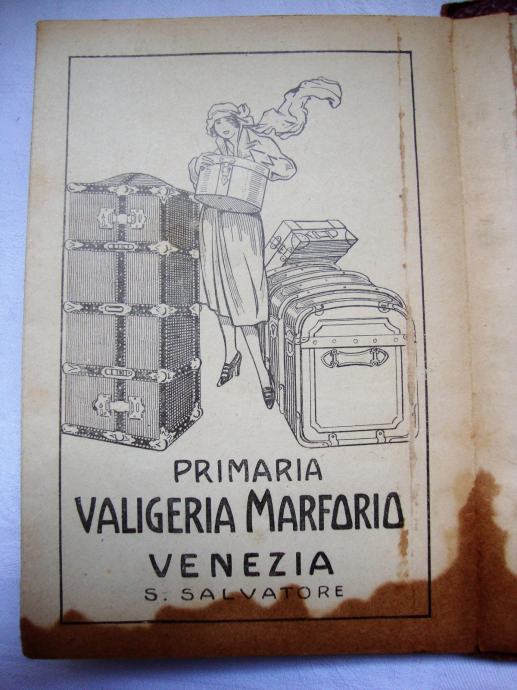 PRIMARIA
VALIGERIA MARFORIO
VENEZIA
S. SALVATORE